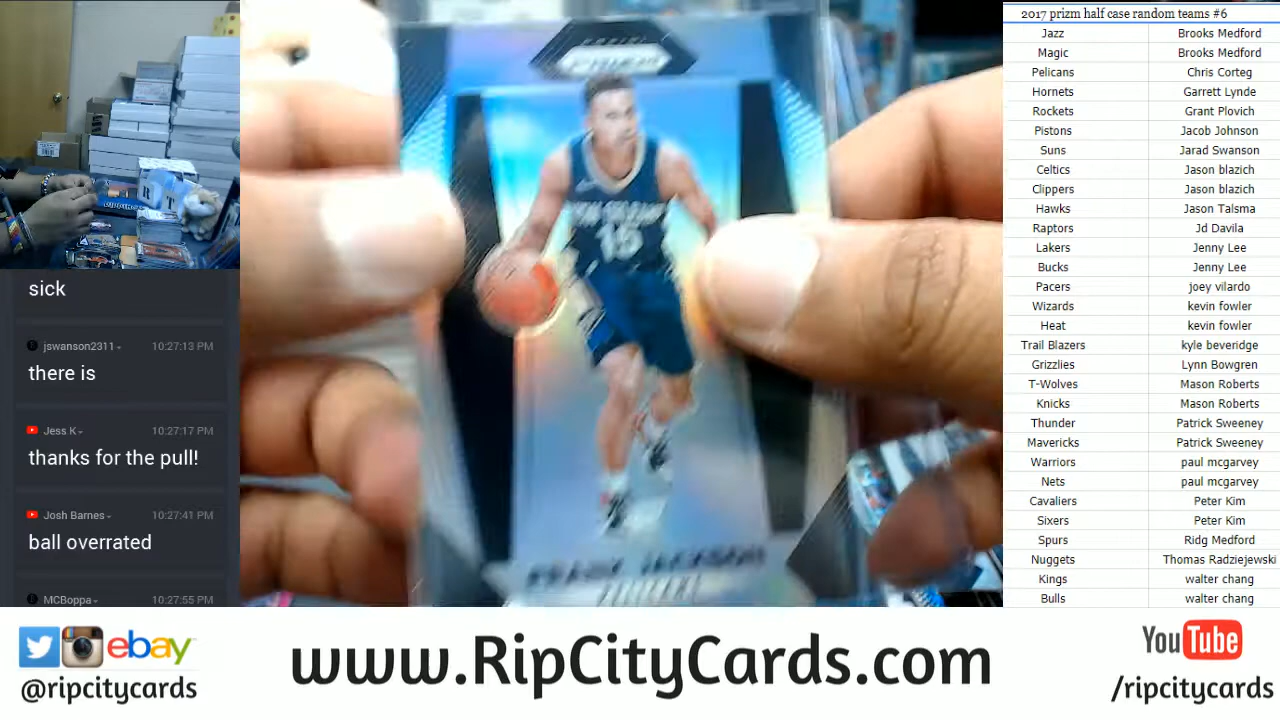 sick
jswanson2311 10:27:13 PM
there is
Jess K 10:27:17 PM
thanks for the pull!
Josh Barnes 10:27:41 PM
ball overrated
MCBoppa 10:27:55 PM
PRIZM
NEW ORLEANS
15
FRANK JACKSON
PELICANS
2017 prizm half case random teams #6
Jazz Brooks Medford
Magic Brooks Medford
Pelicans Chris Corteg
Hornets Garrett Lynde
Rockets Grant Plovich
Pistons Jacob Johnson
Suns Jarad Swanson
Celtics Jason blazich
Clippers Jason blazich
Hawks Jason Talsma
Raptors Jd Davila
Lakers Jenny Lee
Bucks Jenny Lee
Pacers joey vilardo
Wizards kevin fowler
Heat kevin fowler
Trail Blazers kyle beveridge
Grizzlies Lynn Bowgren
T-Wolves Mason Roberts
Knicks Mason Roberts
Thunder Patrick Sweeney
Mavericks Patrick Sweeney
Warriors paul mcgarvey
Nets paul mcgarvey
Cavaliers Peter Kim
Sixers Peter Kim
Spurs Ridg Medford
Nuggets Thomas Radziejewski
Kings walter chang
Bulls walter chang
ebay
@ripcitycards
www.RipCityCards.com
YouTube
/ripcitycards